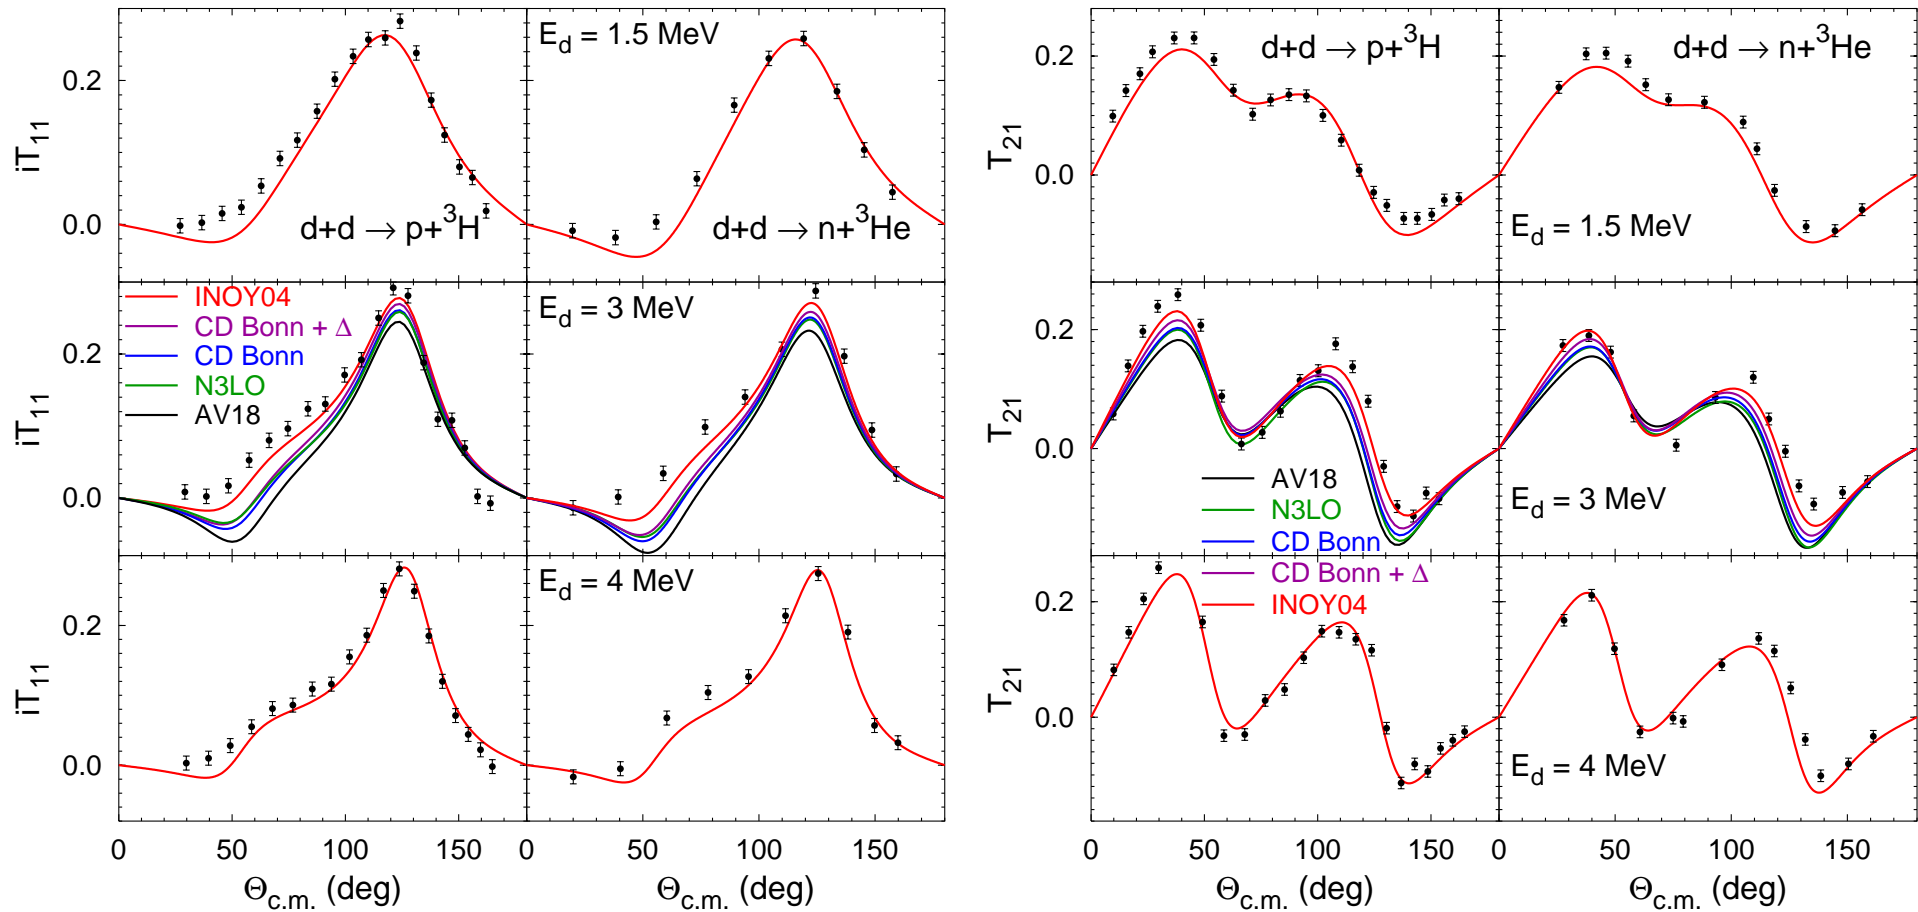 iT11
0.2
0.0
d+d → p+3H
Ed = 1.5 MeV
d+d → n+3He
iT11
0.2
0.0
INOY04
CD Bonn + Δ
CD Bonn
N3LO
AV18
Ed = 3 MeV
iT11
0.2
0.0
Ed = 4 MeV
0 50 100 150 0 50 100 150
Θc.m. (deg) Θc.m. (deg)
T21
0.2
0.0
d+d → p+3H
d+d → n+3He
Ed = 1.5 MeV
T21
0.2
0.0
AV18
N3LO
CD Bonn
CD Bonn + Δ
INOY04
Ed = 3 MeV
T21
0.2
0.0
Ed = 4 MeV
0 50 100 150 0 50 100 150
Θc.m. (deg) Θc.m. (deg)